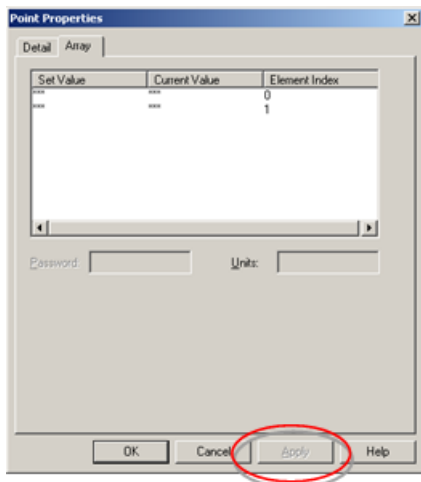 Point Properties
Detail Array
Set Value Current Value Element Index
*** *** 0
*** *** 1
Password: Units:
OK Cancel Apply Help